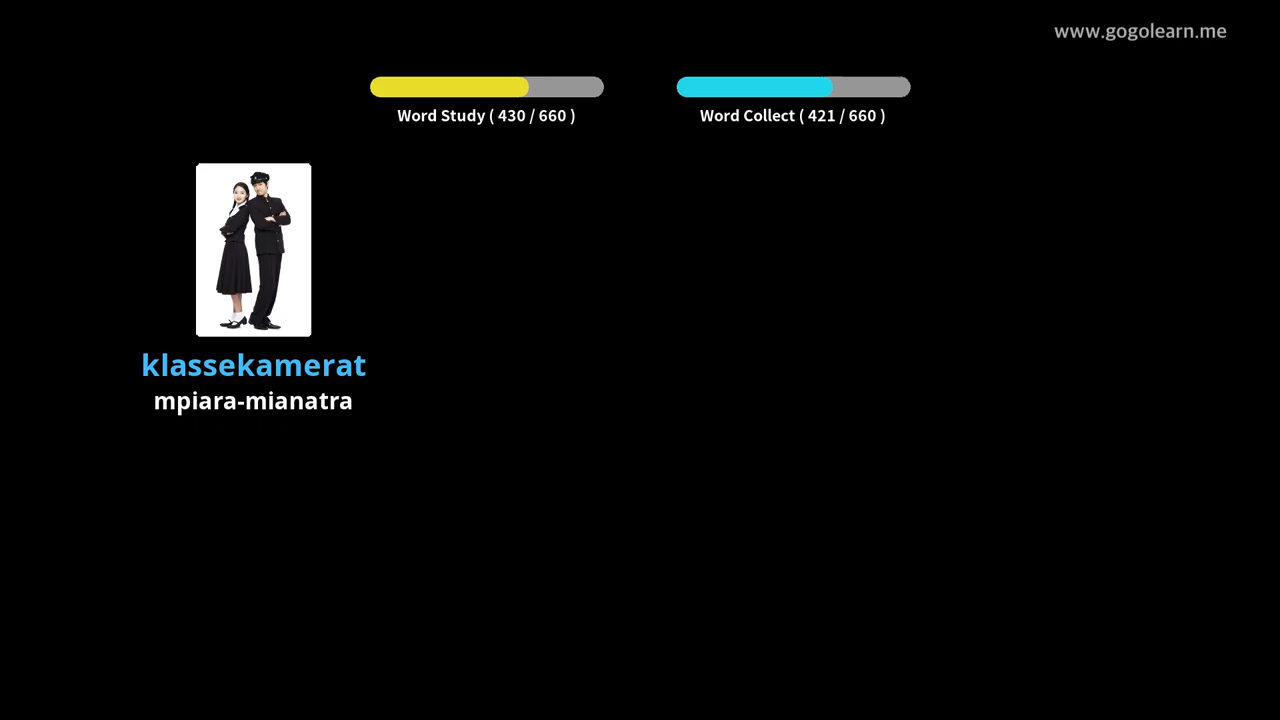 www.gogolearn.me
Word Study ( 430 / 660 )
Word Collect ( 421 / 660 )
klassekamerat
mpiara-mianatra